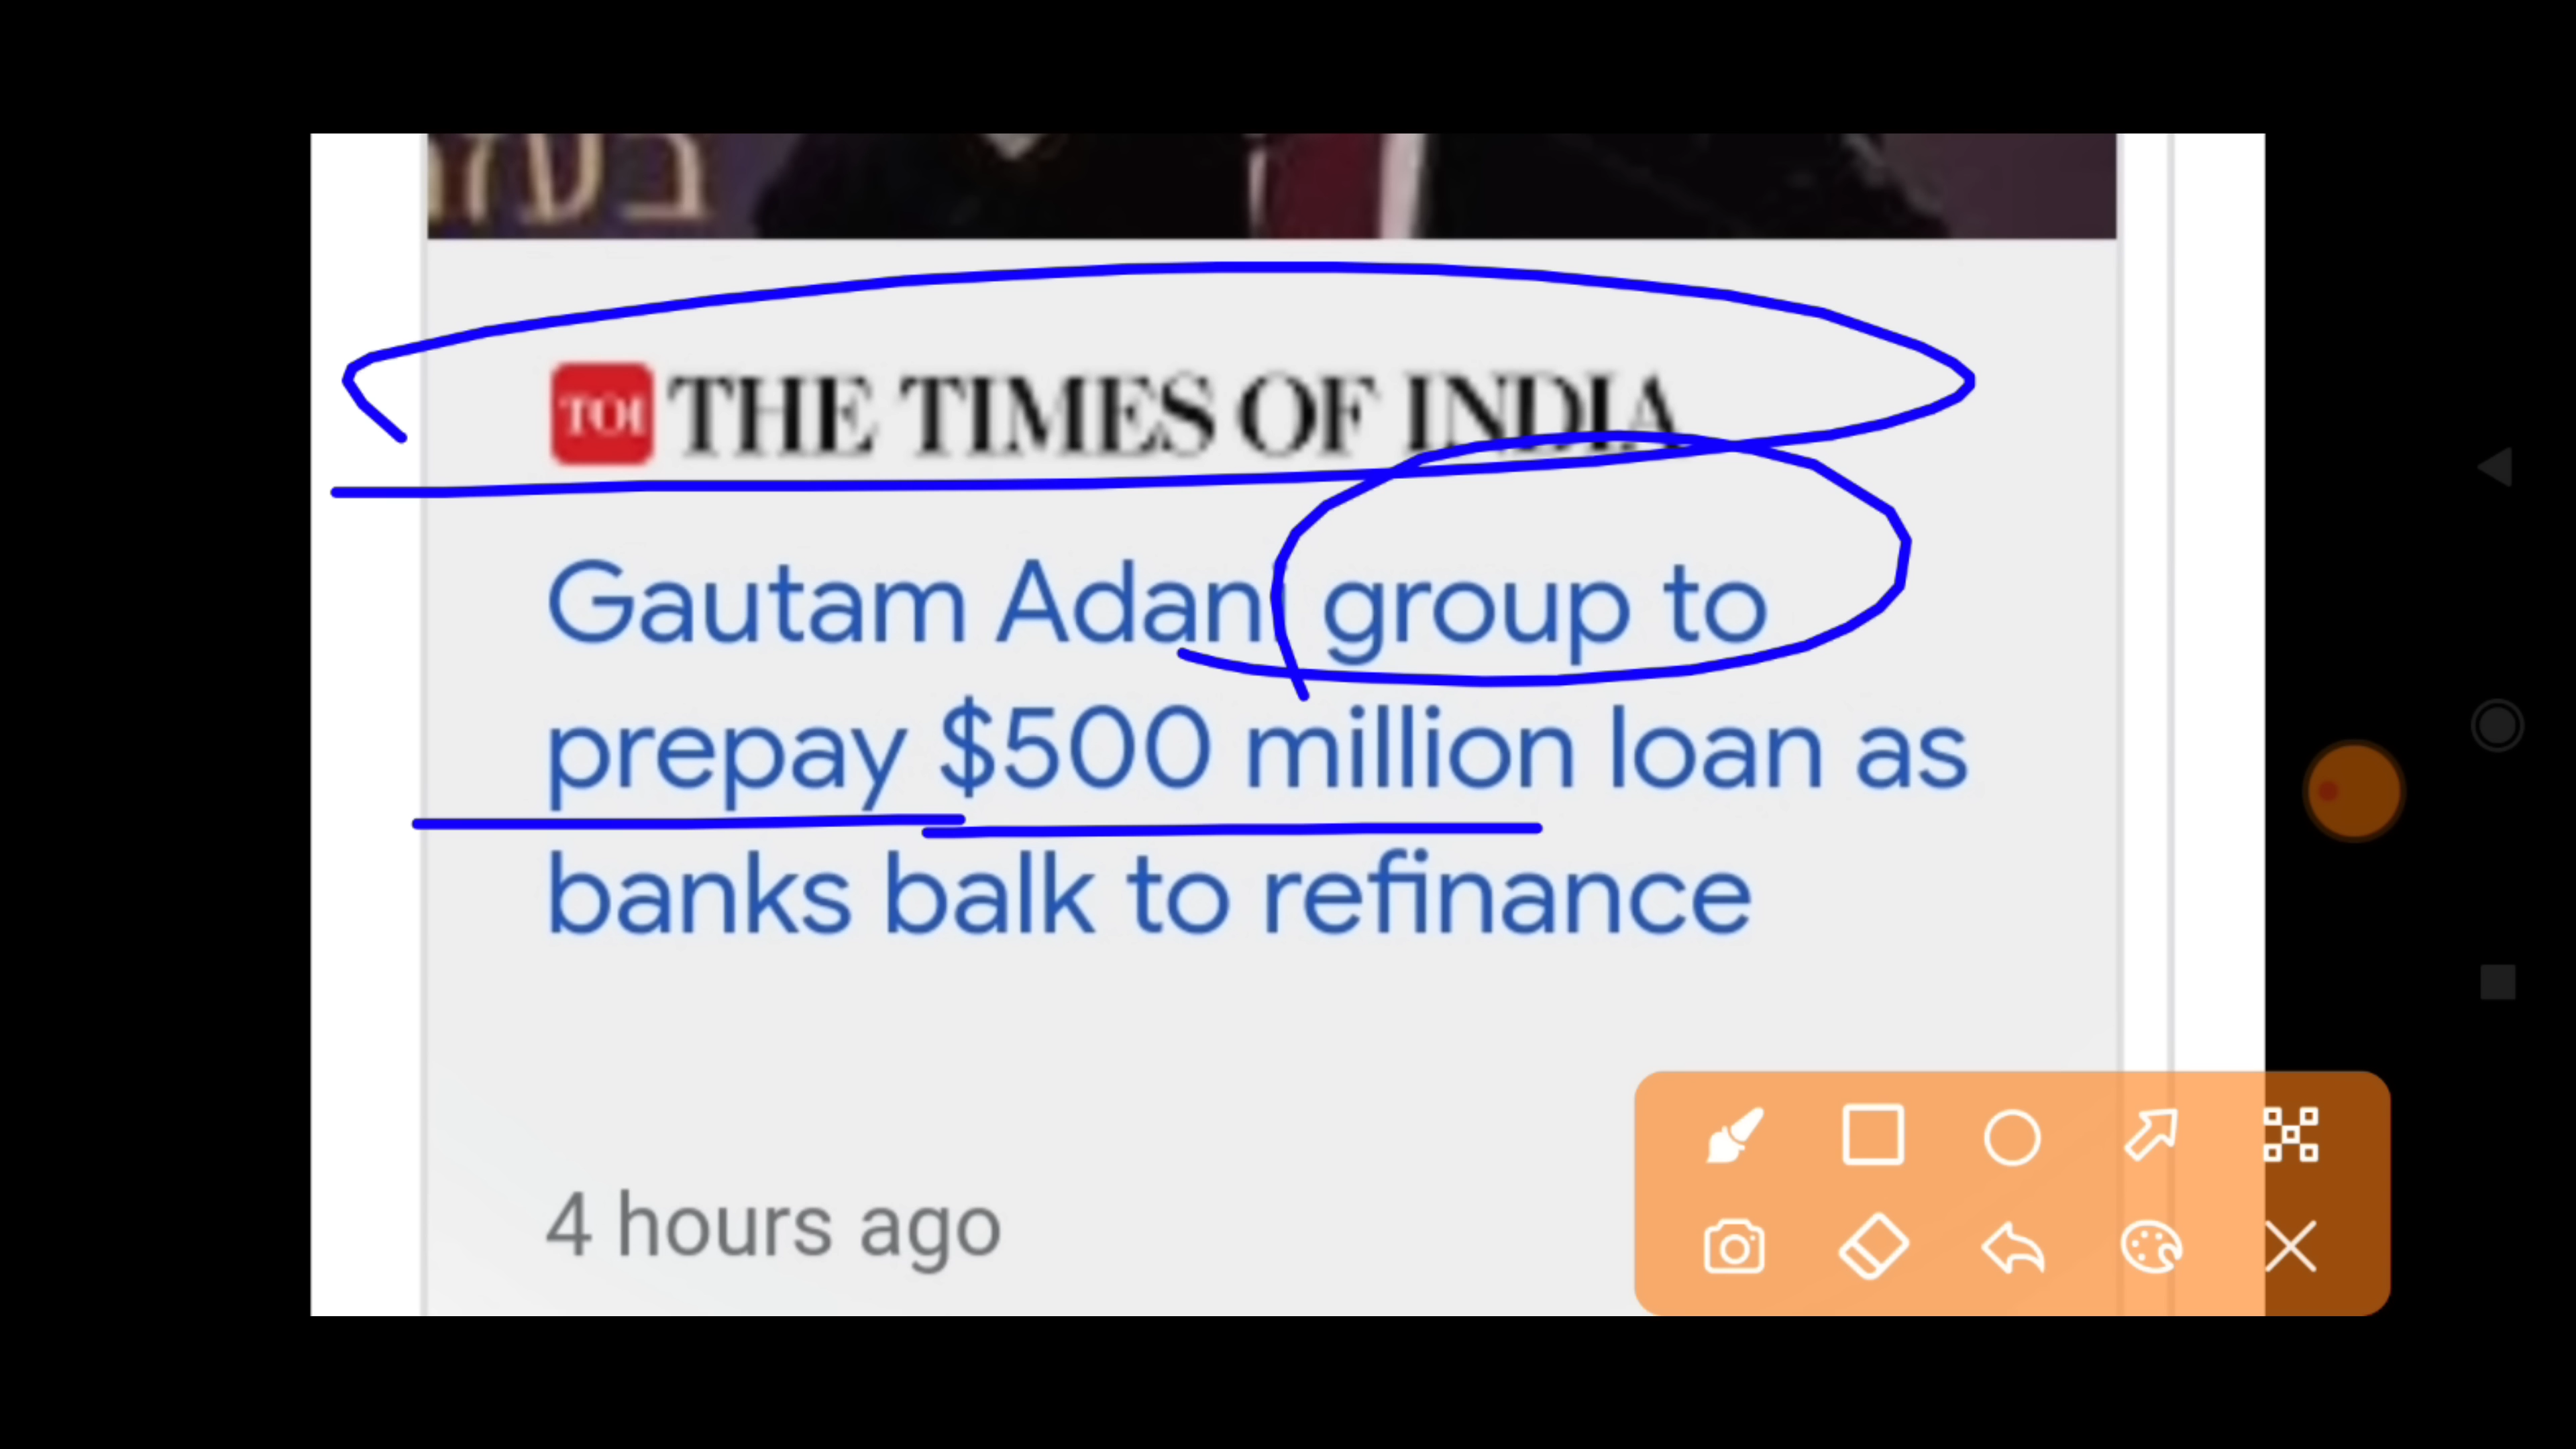 בעזר
TOI THE TIMES OF INDIA
Gautam Adani group to
prepay $500 million loan as
banks balk to refinance
4 hours ago